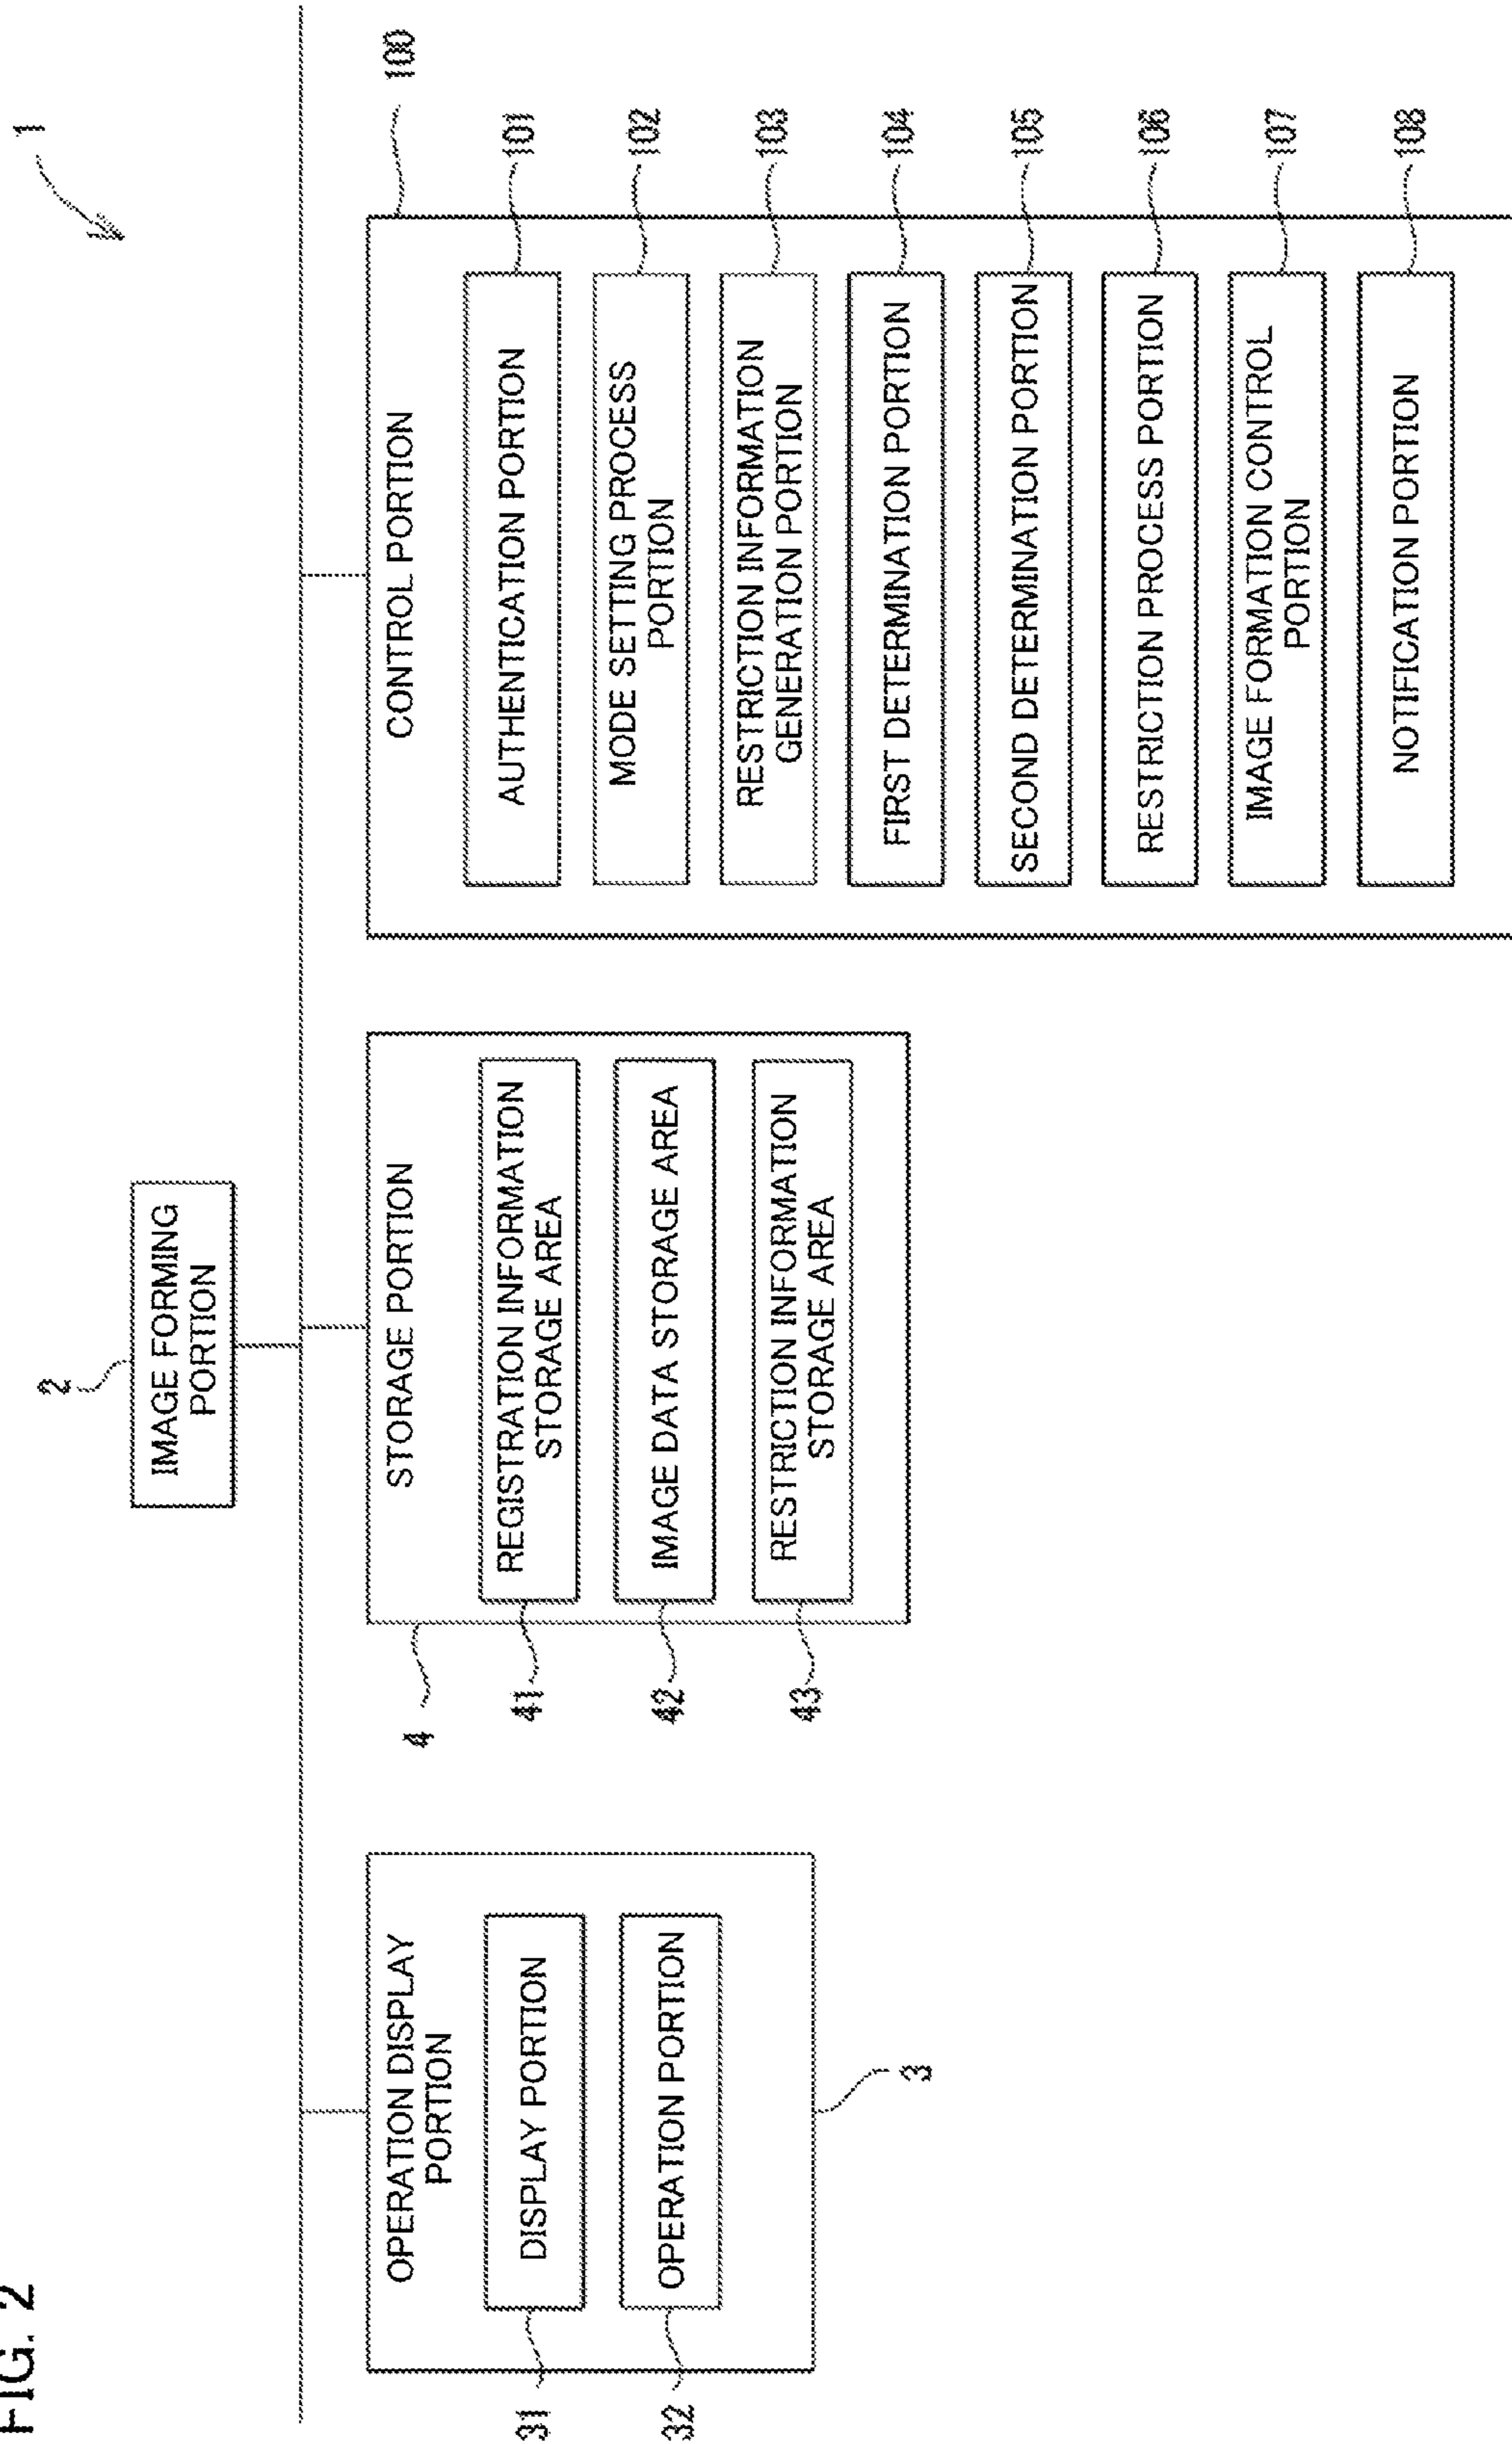 FIG. 2
1
2
IMAGE FORMING
PORTION
OPERATION DISPLAY
PORTION
31
DISPLAY PORTION
32
OPERATION PORTION
3
4
STORAGE PORTION
41
REGISTRATION INFORMATION
STORAGE AREA
42
IMAGE DATA STORAGE AREA
43
RESTRICTION INFORMATION
STORAGE AREA
100
CONTROL PORTION
AUTHENTICATION PORTION
101
MODE SETTING PROCESS
PORTION
102
RESTRICTION INFORMATION
GENERATION PORTION
103
FIRST DETERMINATION PORTION
104
SECOND DETERMINATION PORTION
105
RESTRICTION PROCESS PORTION
106
IMAGE FORMATION CONTROL
PORTION
107
NOTIFICATION PORTION
108